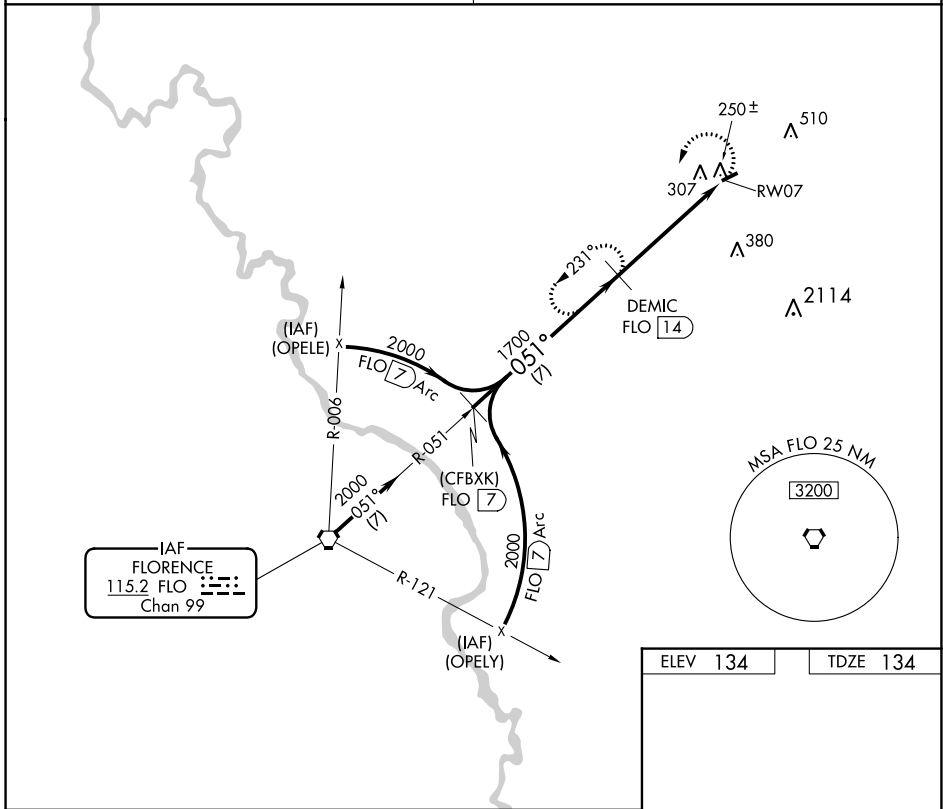 250 ±
510
307
RW07
380
231°
DEMIC
FLO 14
2114
(IAF)
(OPELE)
2000
FLO 7 Arc
1700
051°
(7)
R-006
R-051
(CFBXK)
FLO 7
2000
051°
(7)
MSA FLO 25 NM
3200
2000
FLO 7 Arc
IAF
FLORENCE
115.2 FLO
Chan 99
R-121
(IAF)
(OPELY)
ELEV 134
TDZE 134